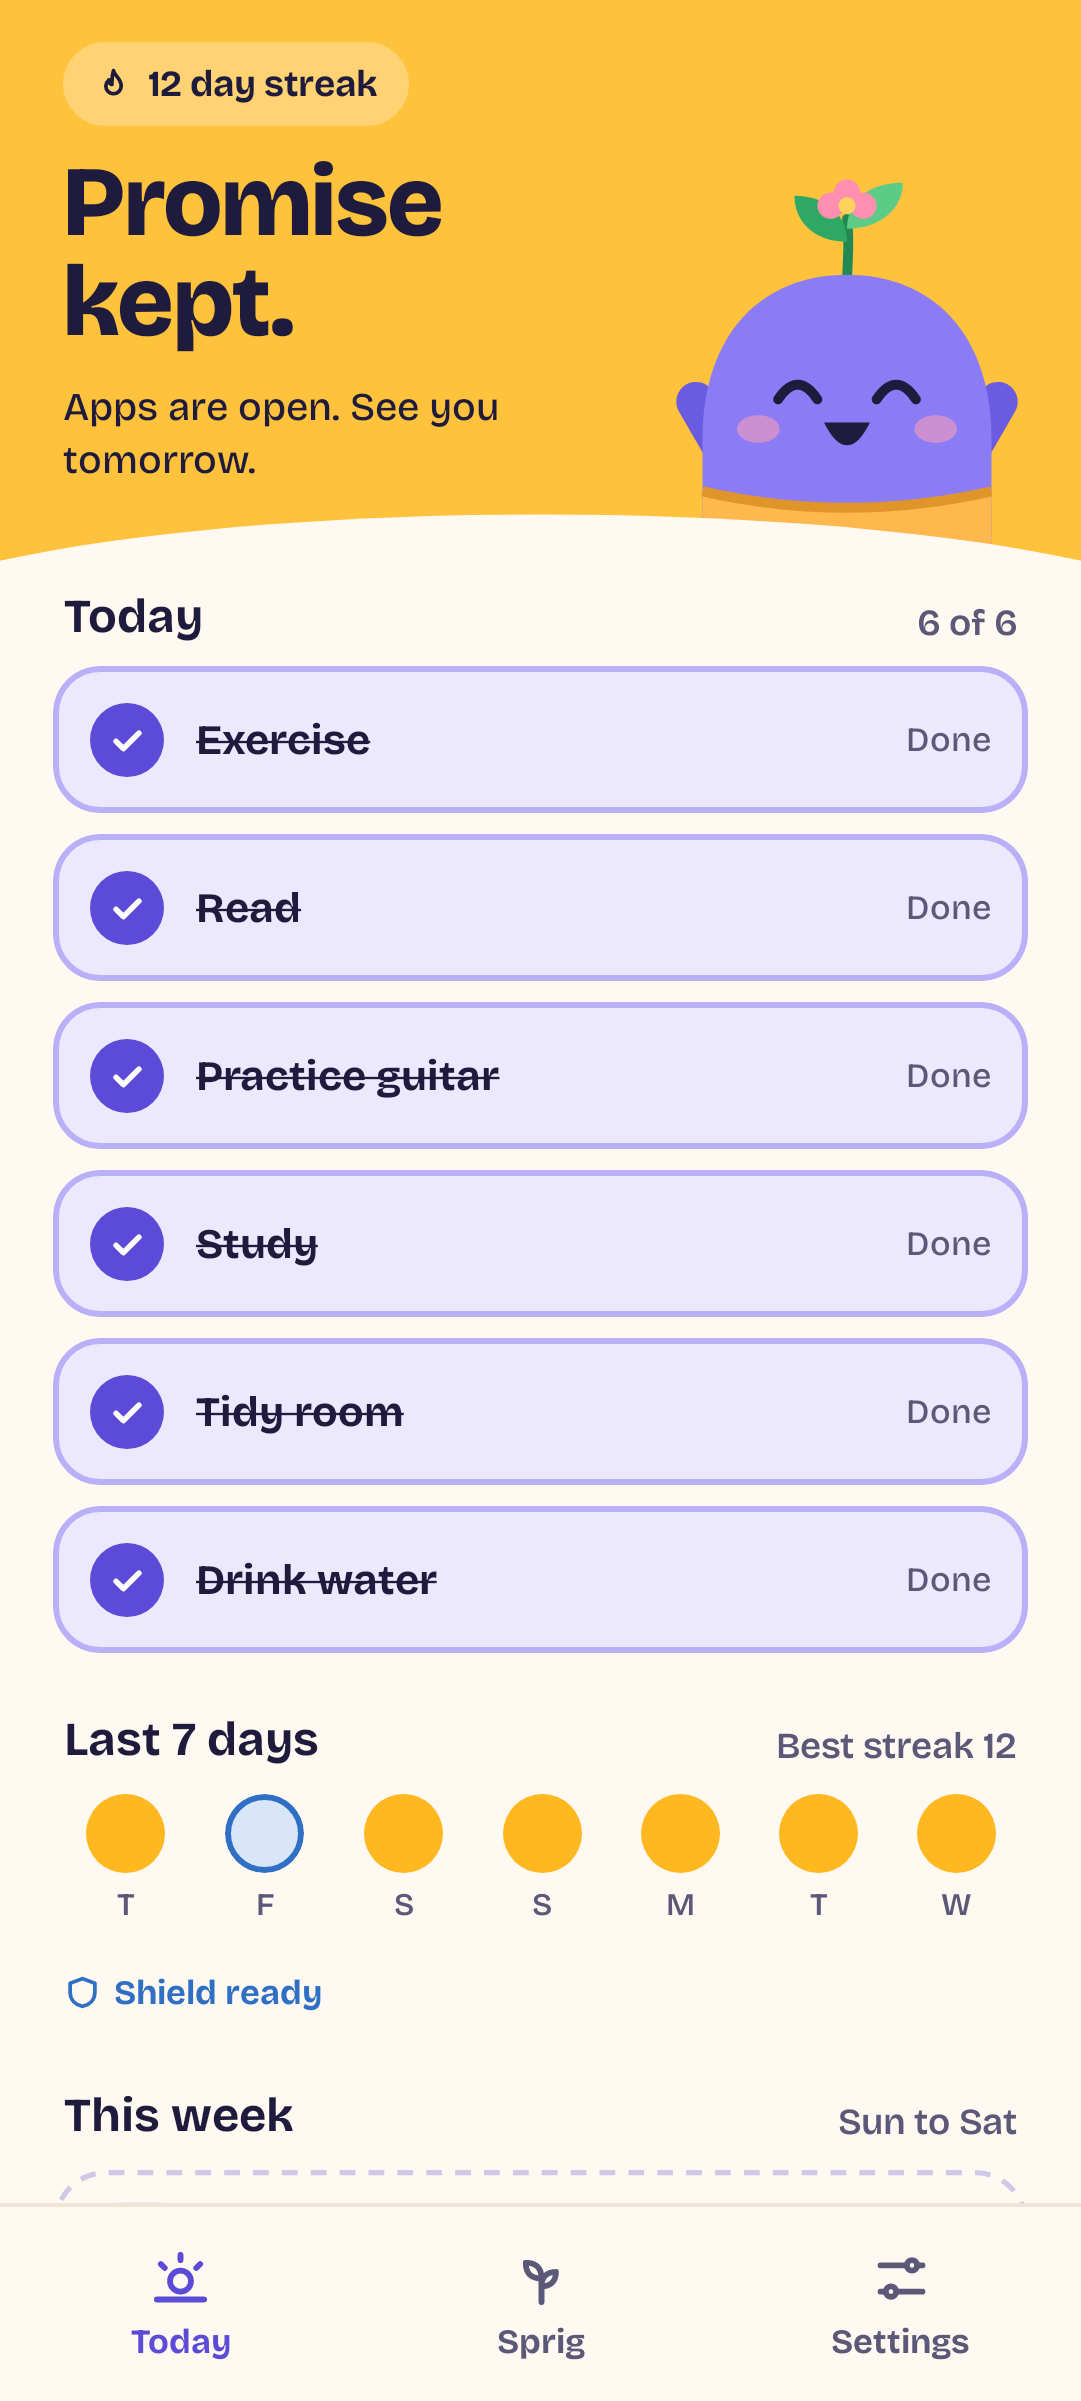 12 day streak
Promise
kept.
Apps are open. See you
tomorrow.
Today
6 of 6
Exercise
Done
Read
Done
Practice guitar
Done
Study
Done
Tidy room
Done
Drink water
Done
Last 7 days
Best streak 12
T F S S M T W
Shield ready
This week
Sun to Sat
Today
Sprig
Settings